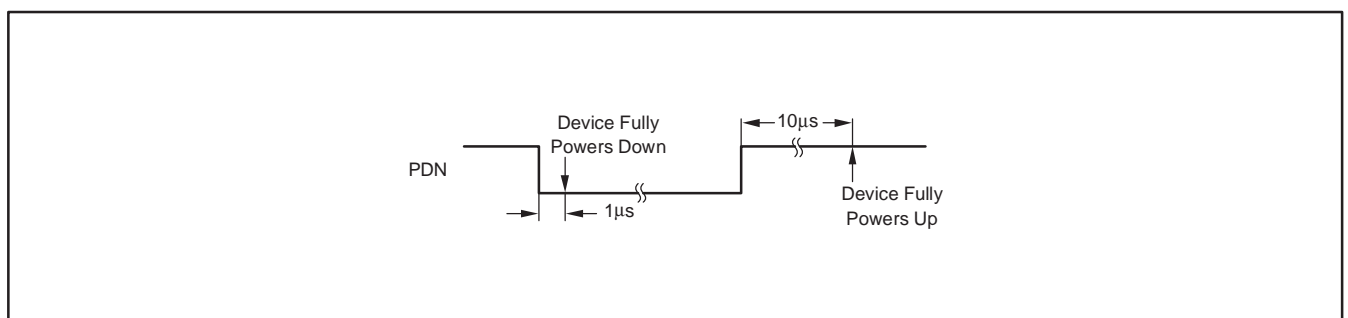 Device Fully
Powers Down
10μs
PDN
1μs
Device Fully
Powers Up